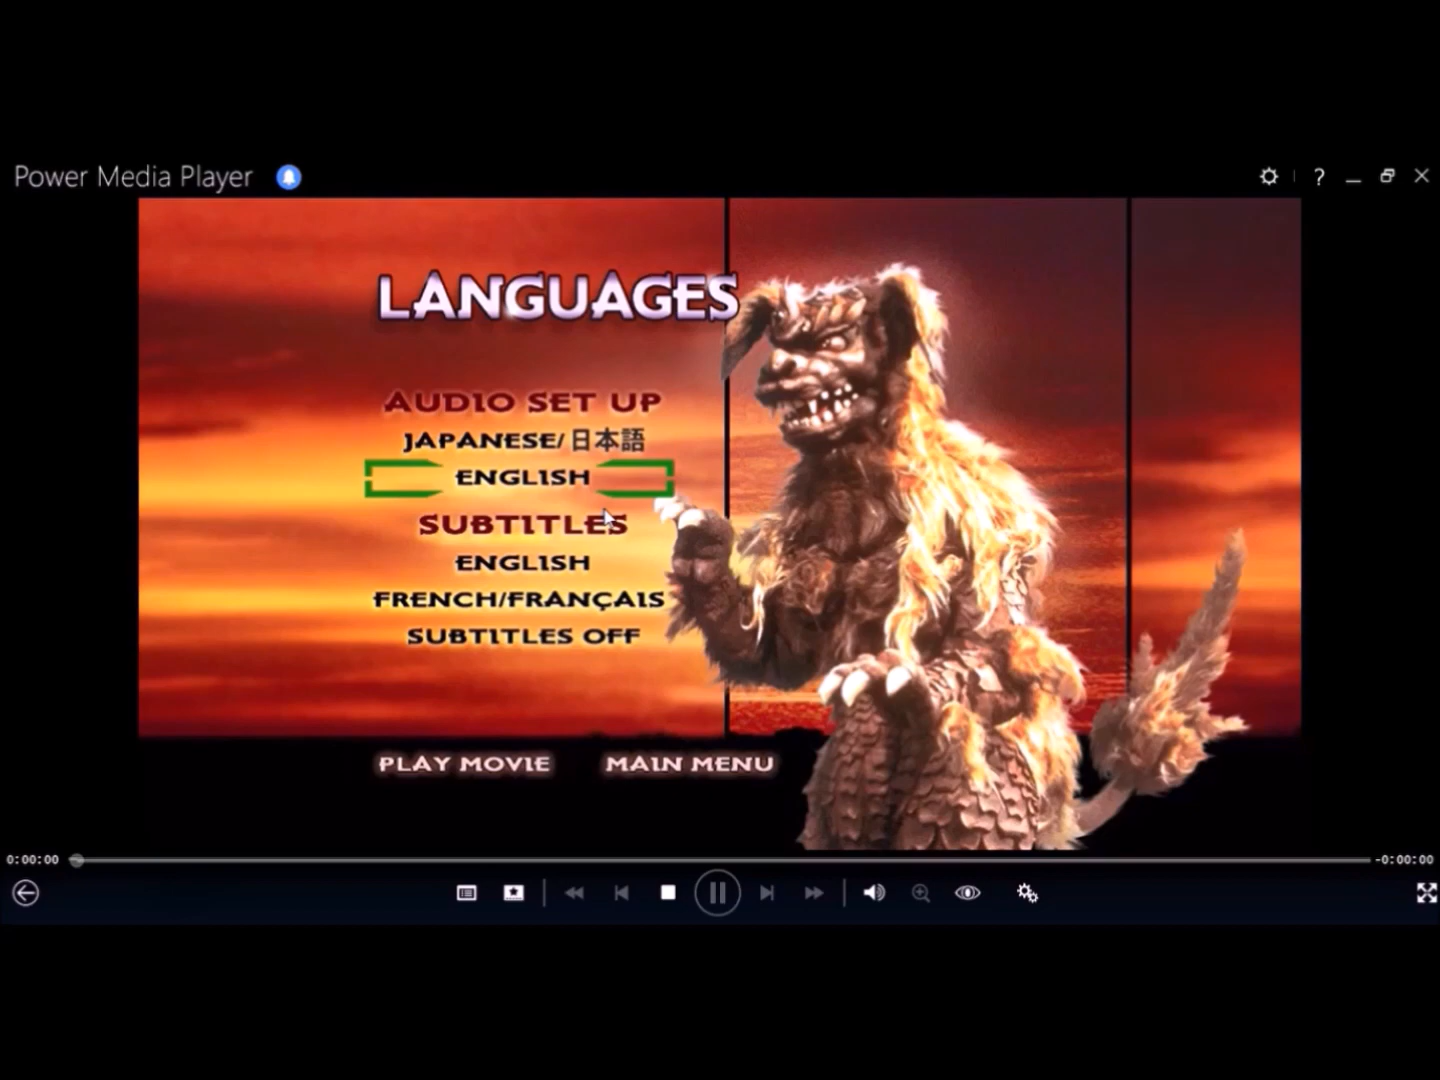 Power Media Player
?
LANGUAGES
AUDIO SET UP
JAPANESE/日本語
ENGLISH
SUBTITLES
ENGLISH
FRENCH/FRANÇAIS
SUBTITLES OFF
PLAY MOVIE MAIN MENU
0:00:00 -0:00:00